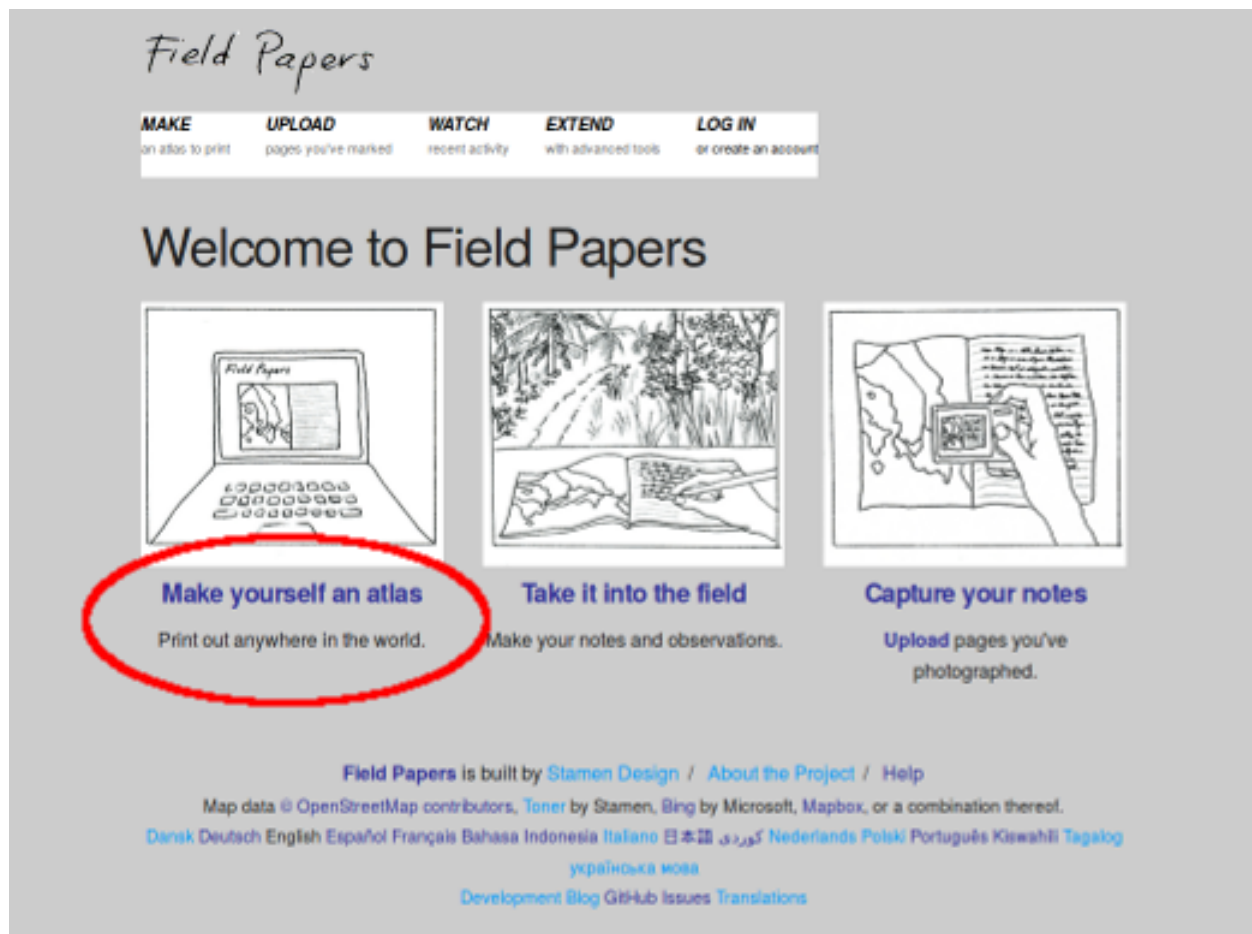 Field Papers
MAKE UPLOAD WATCH EXTEND LOG IN
an atlas to print pages you've marked recent activity with advanced tools or create an account
Welcome to Field Papers
Field Papers
Make yourself an atlas Take it into the field Capture your notes
Print out anywhere in the world. Make your notes and observations. Upload pages you've
photographed.
Field Papers is built by Stamen Design / About the Project / Help
Map data © OpenStreetMap contributors, Toner by Stamen, Bing by Microsoft, Mapbox, or a combination thereof.
Dansk Deutsch English Español Français Bahasa Indonesia Italiano 日本語 كوردی Nederlands Polski Português Kiswahili Tagalog
українська мова
Development Blog GitHub Issues Translations